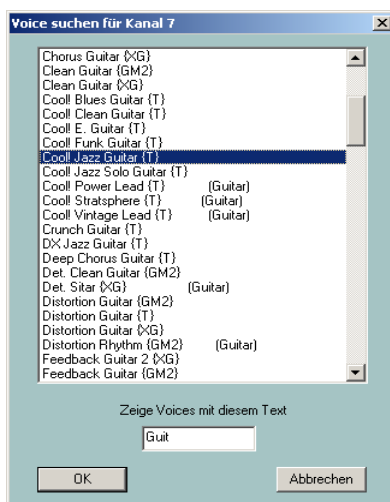 Voice suchen für Kanal 7
Chorus Guitar {XG}
Clean Guitar {GM2}
Clean Guitar {XG}
Cool! Blues Guitar {T}
Cool! Clean Guitar {T}
Cool! E. Guitar {T}
Cool! Funk Guitar {T}
Cool! Jazz Guitar {T}
Cool! Jazz Solo Guitar {T}
Cool! Power Lead {T} (Guitar)
Cool! Stratsphere {T} (Guitar)
Cool! Vintage Lead {T} (Guitar)
Crunch Guitar {T}
DX Jazz Guitar {T}
Deep Chorus Guitar {T}
Det. Clean Guitar {GM2}
Det. Sitar {XG} (Guitar)
Distortion Guitar {GM2}
Distortion Guitar {T}
Distortion Guitar {XG}
Distortion Rhythm {GM2} (Guitar)
Feedback Guitar 2 {XG}
Feedback Guitar {GM2}
Zeige Voices mit diesem Text
Guit
OK Abbrechen